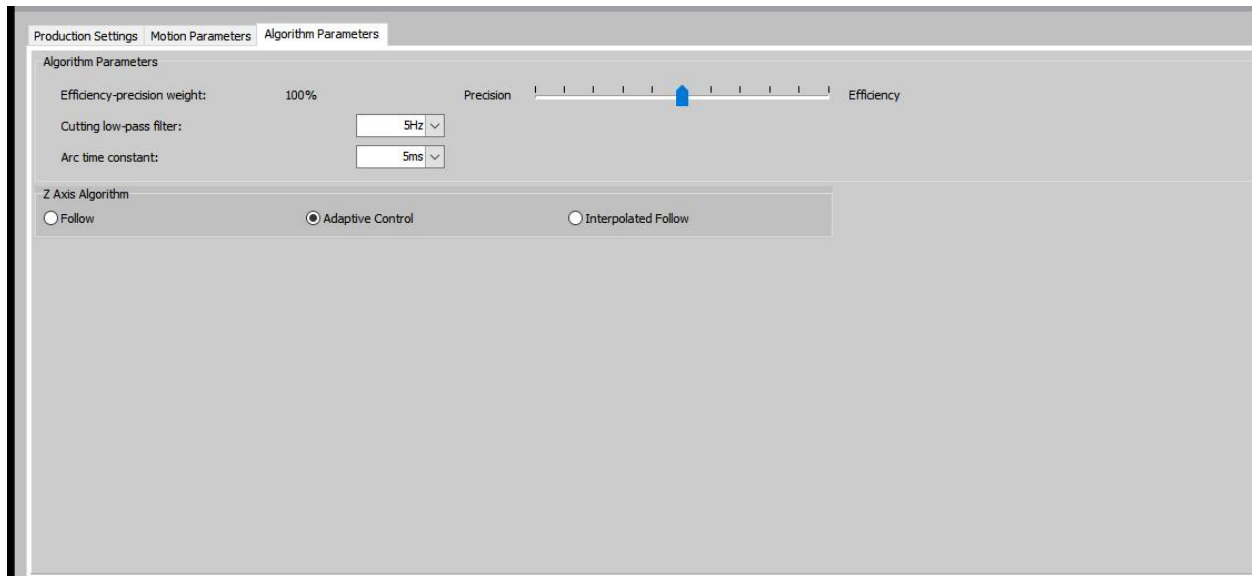 Production Settings Motion Parameters Algorithm Parameters
Algorithm Parameters
Efficiency-precision weight: 100% Precision Efficiency
Cutting low-pass filter: 5Hz
Arc time constant: 5ms
Z Axis Algorithm
Follow Adaptive Control Interpolated Follow